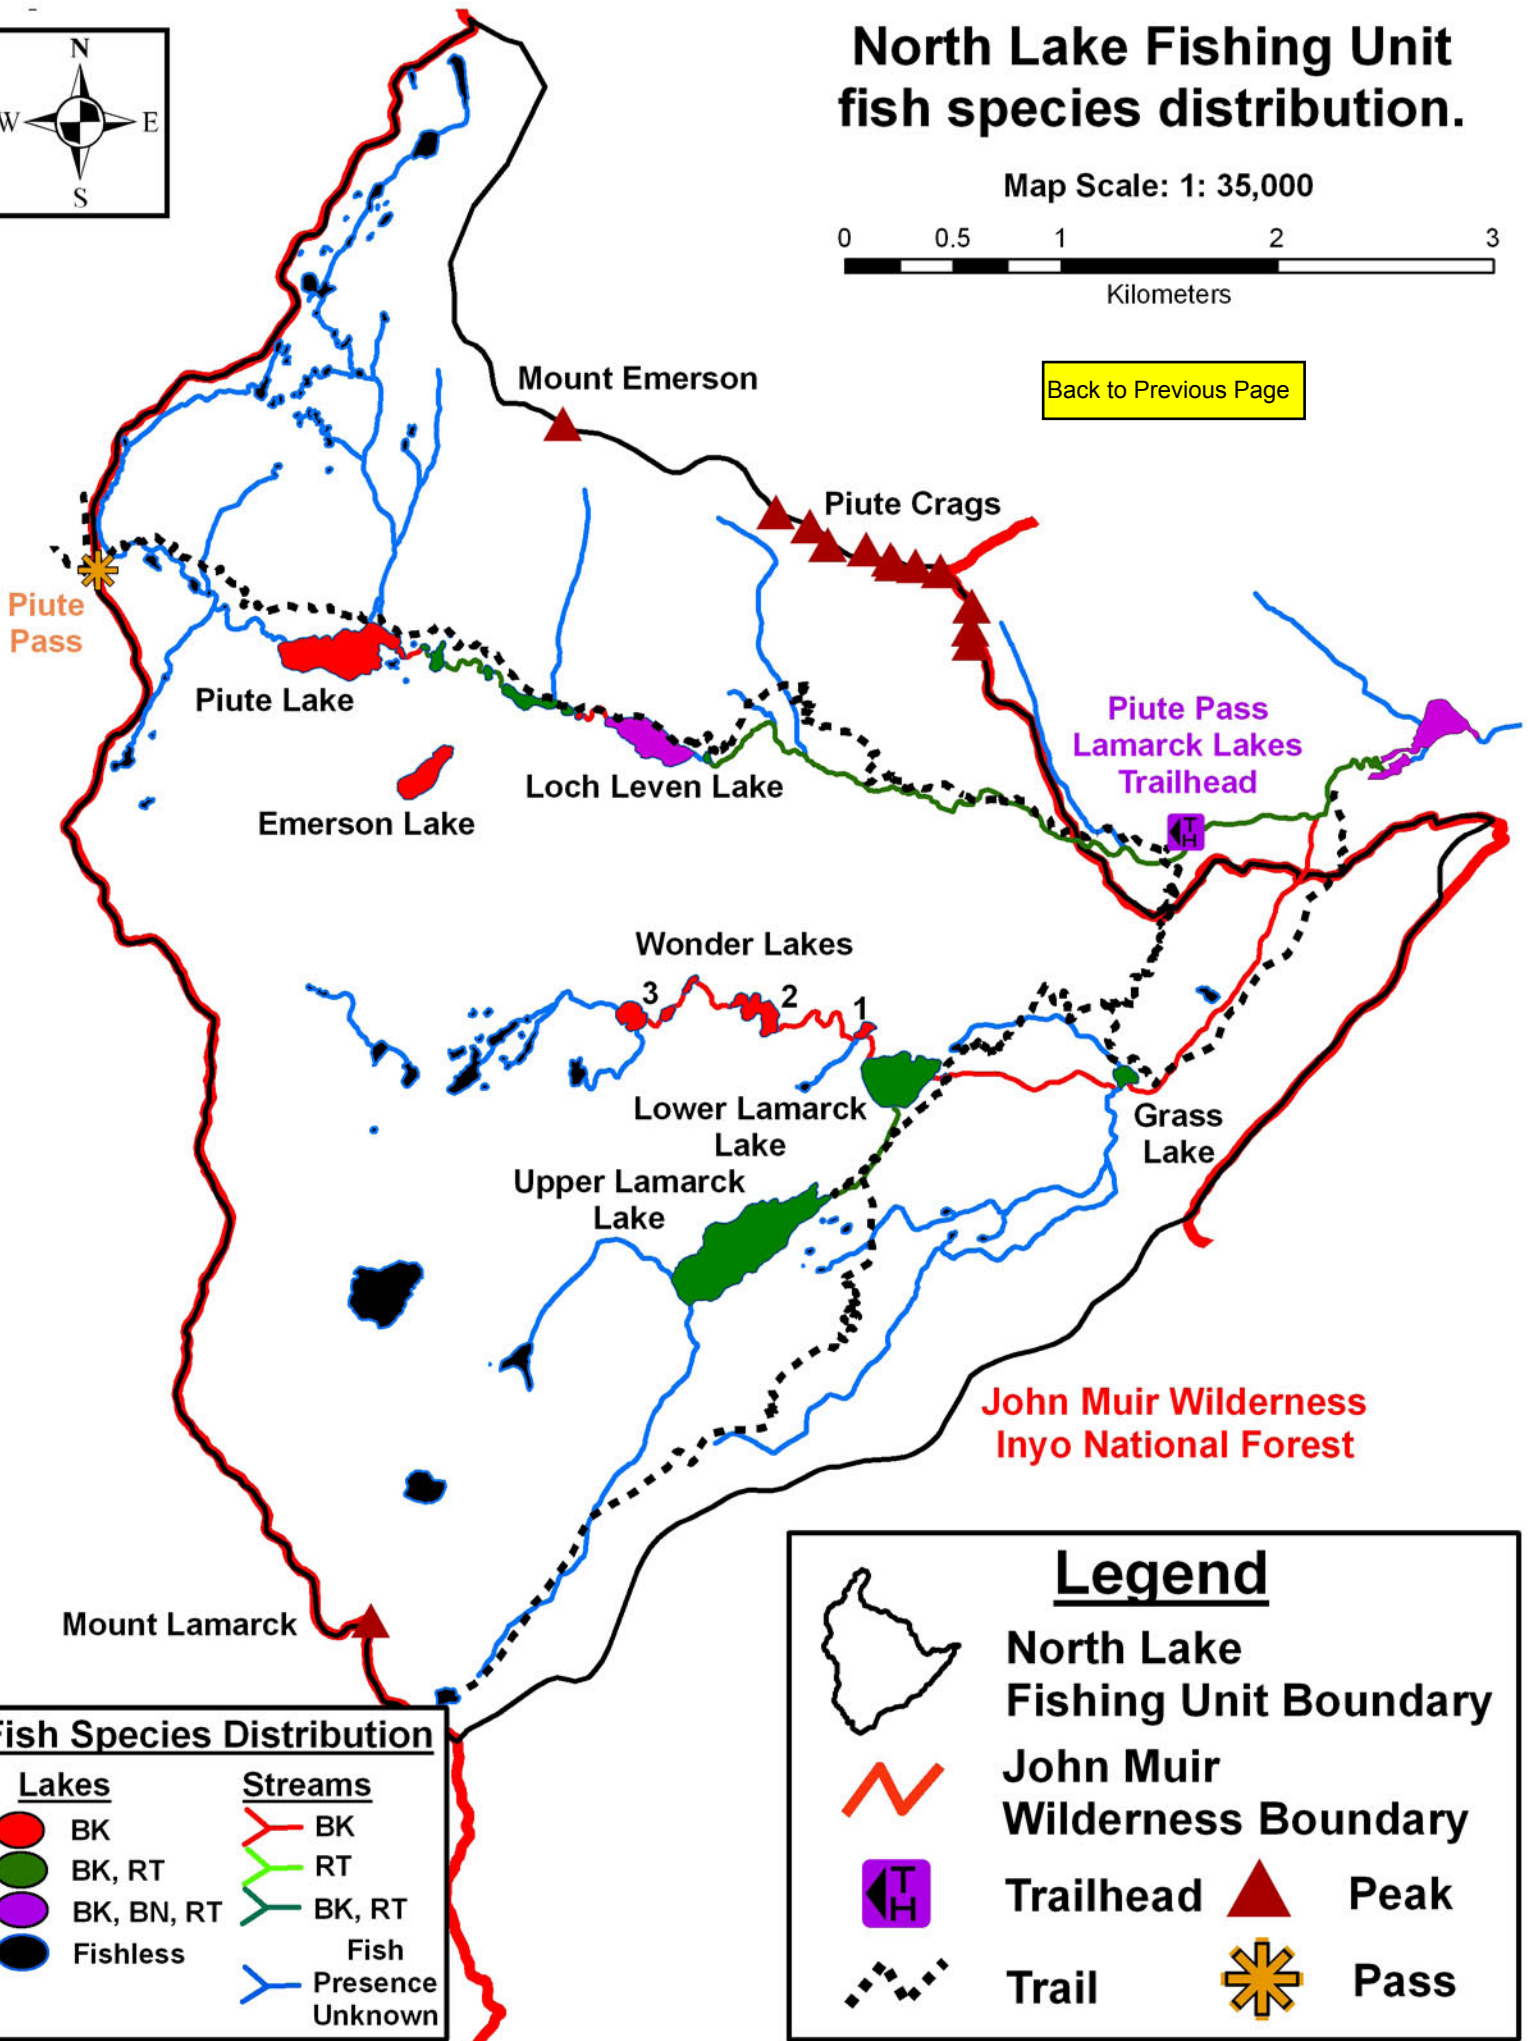 N
W E
S
North Lake Fishing Unit
fish species distribution.
Map Scale: 1: 35,000
0 0.5 1 2 3
Kilometers
Back to Previous Page
Mount Emerson
Piute Crags
Piute
Pass
Piute Lake
Piute Pass
Lamarck Lakes
Trailhead
Loch Leven Lake
Emerson Lake
TH
Wonder Lakes
3 2 1
Lower Lamarck
Lake
Grass
Lake
Upper Lamarck
Lake
John Muir Wilderness
Inyo National Forest
Mount Lamarck
Fish Species Distribution
Lakes Streams
BK BK
BK, RT RT
BK, BN, RT BK, RT
Fishless Fish
Presence
Unknown
Legend
North Lake
Fishing Unit Boundary
John Muir
Wilderness Boundary
TH Trailhead Peak
Trail Pass